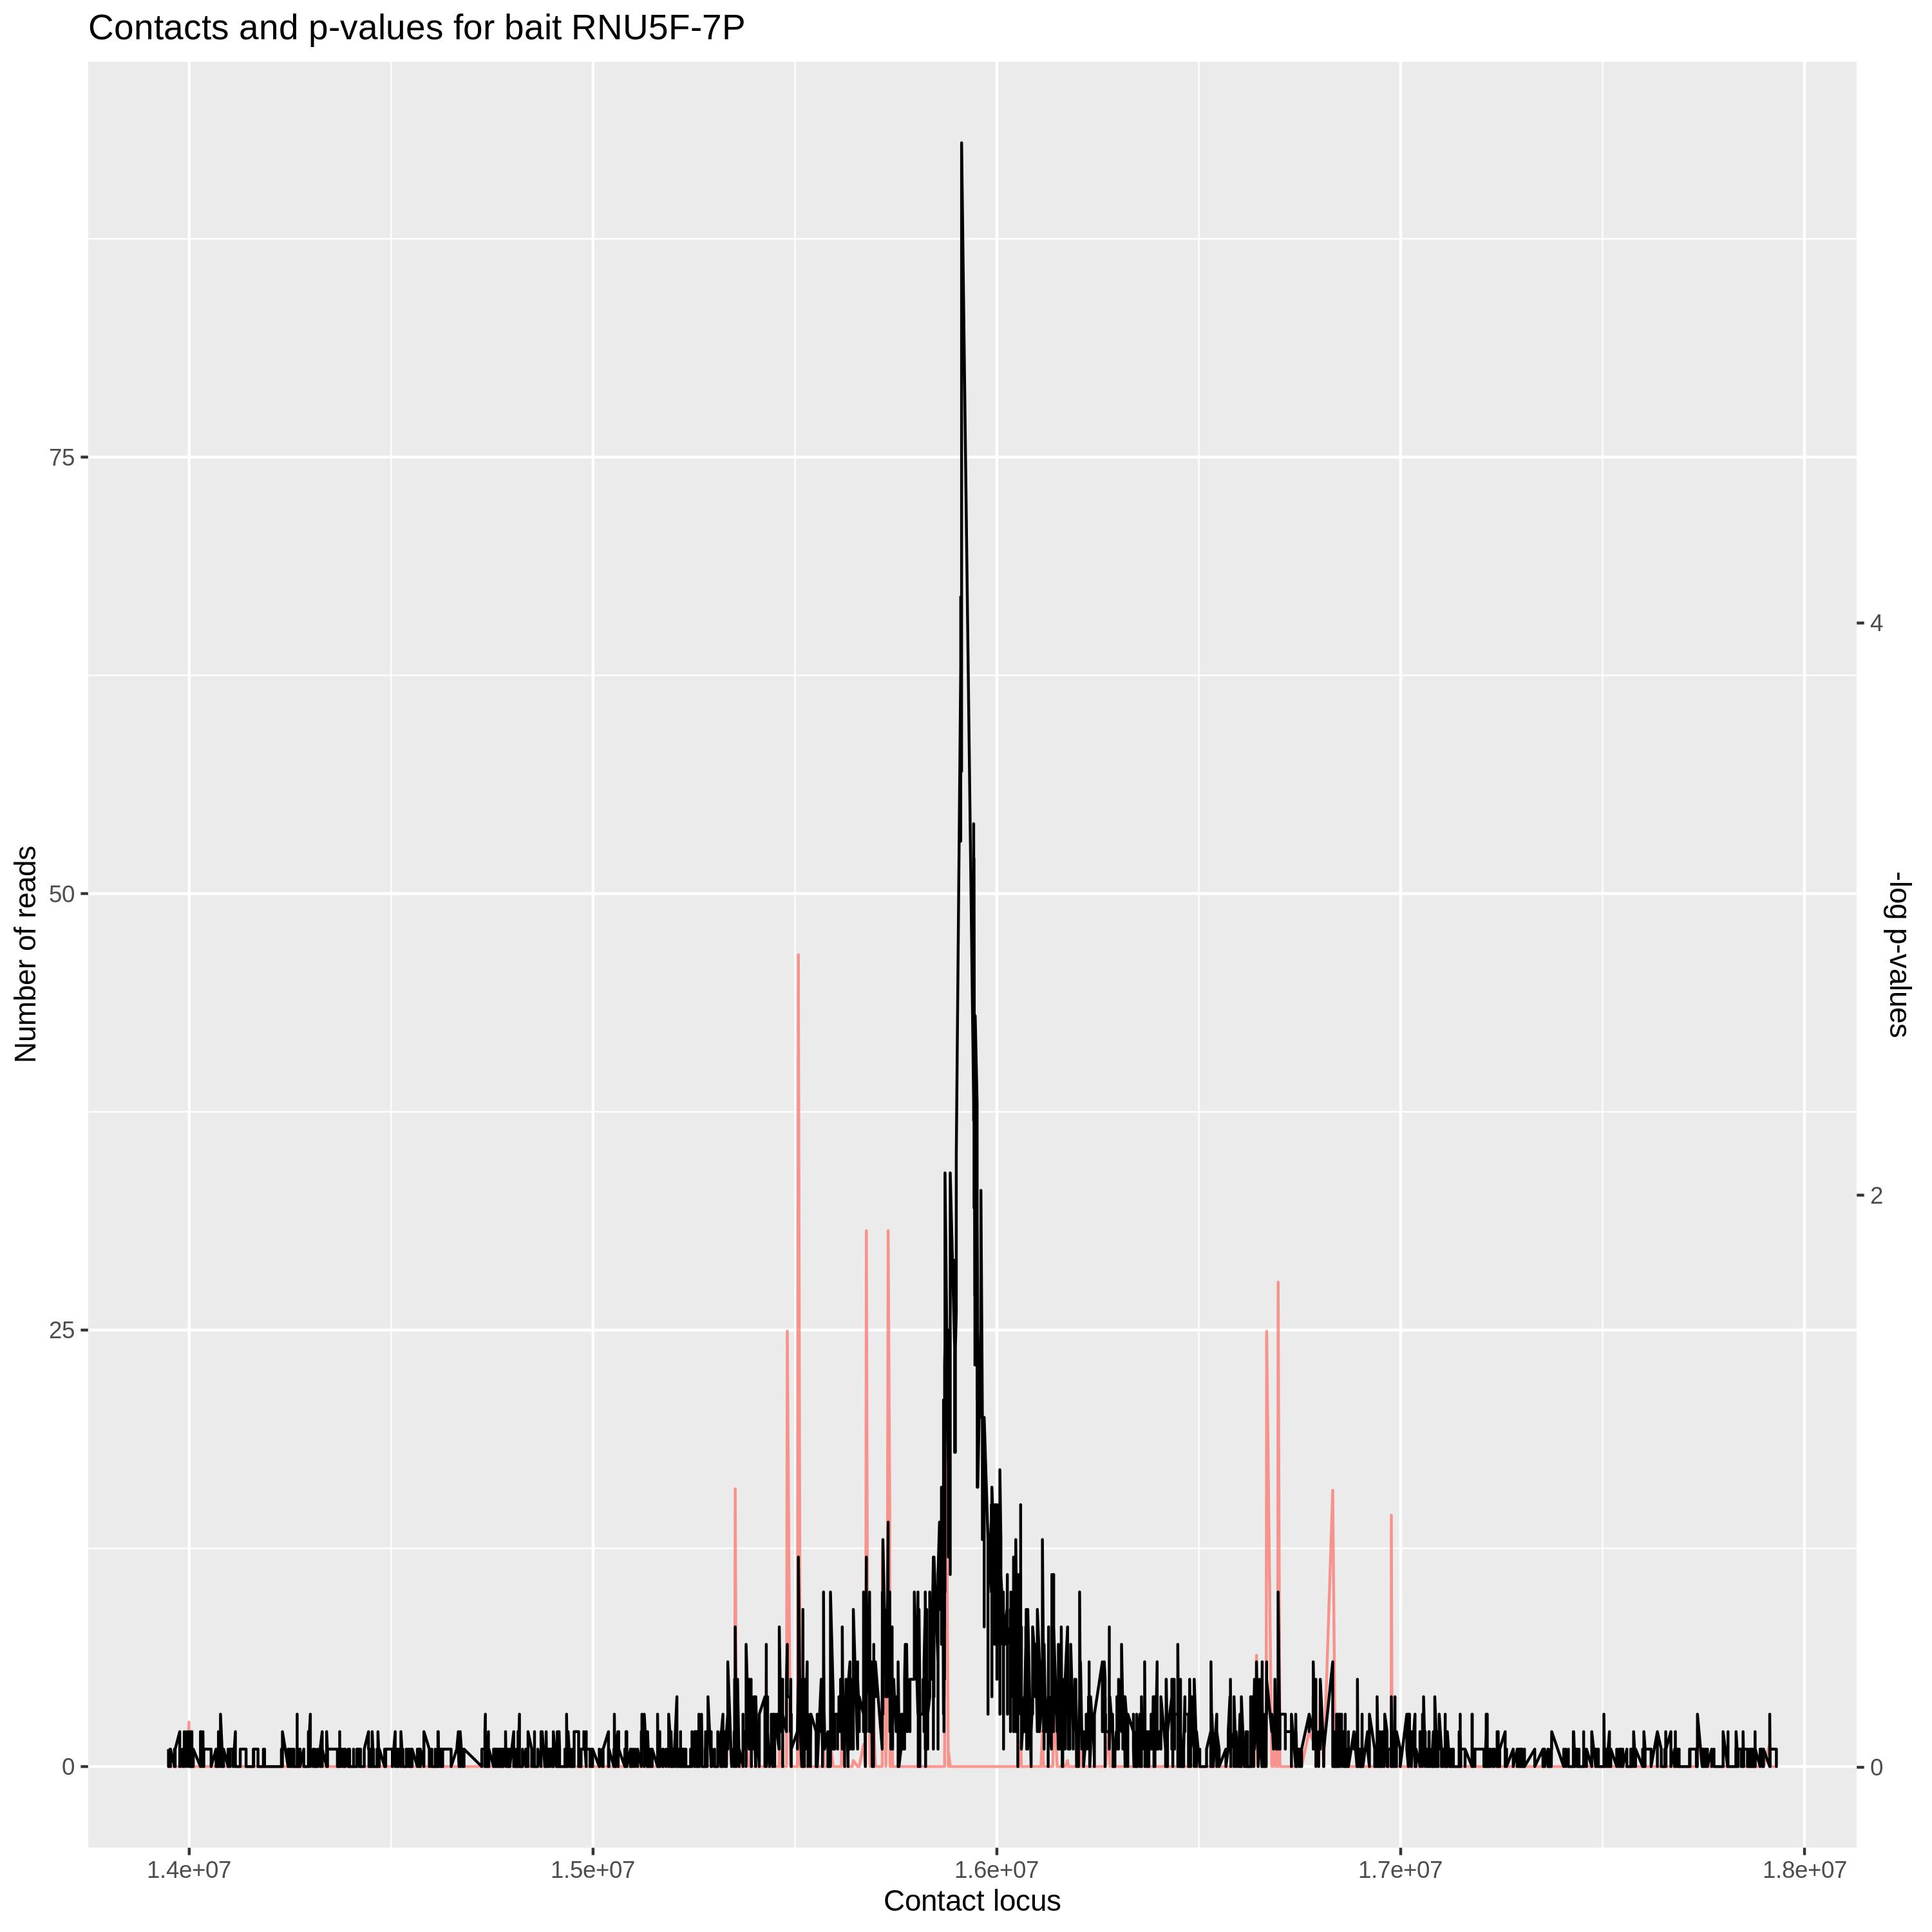 Contacts and p-values for bait RNU5F-7P
Number of reads
75
50
25
0
4
2
0
-log p-values
1.4e+07 1.5e+07 1.6e+07 1.7e+07 1.8e+07
Contact locus